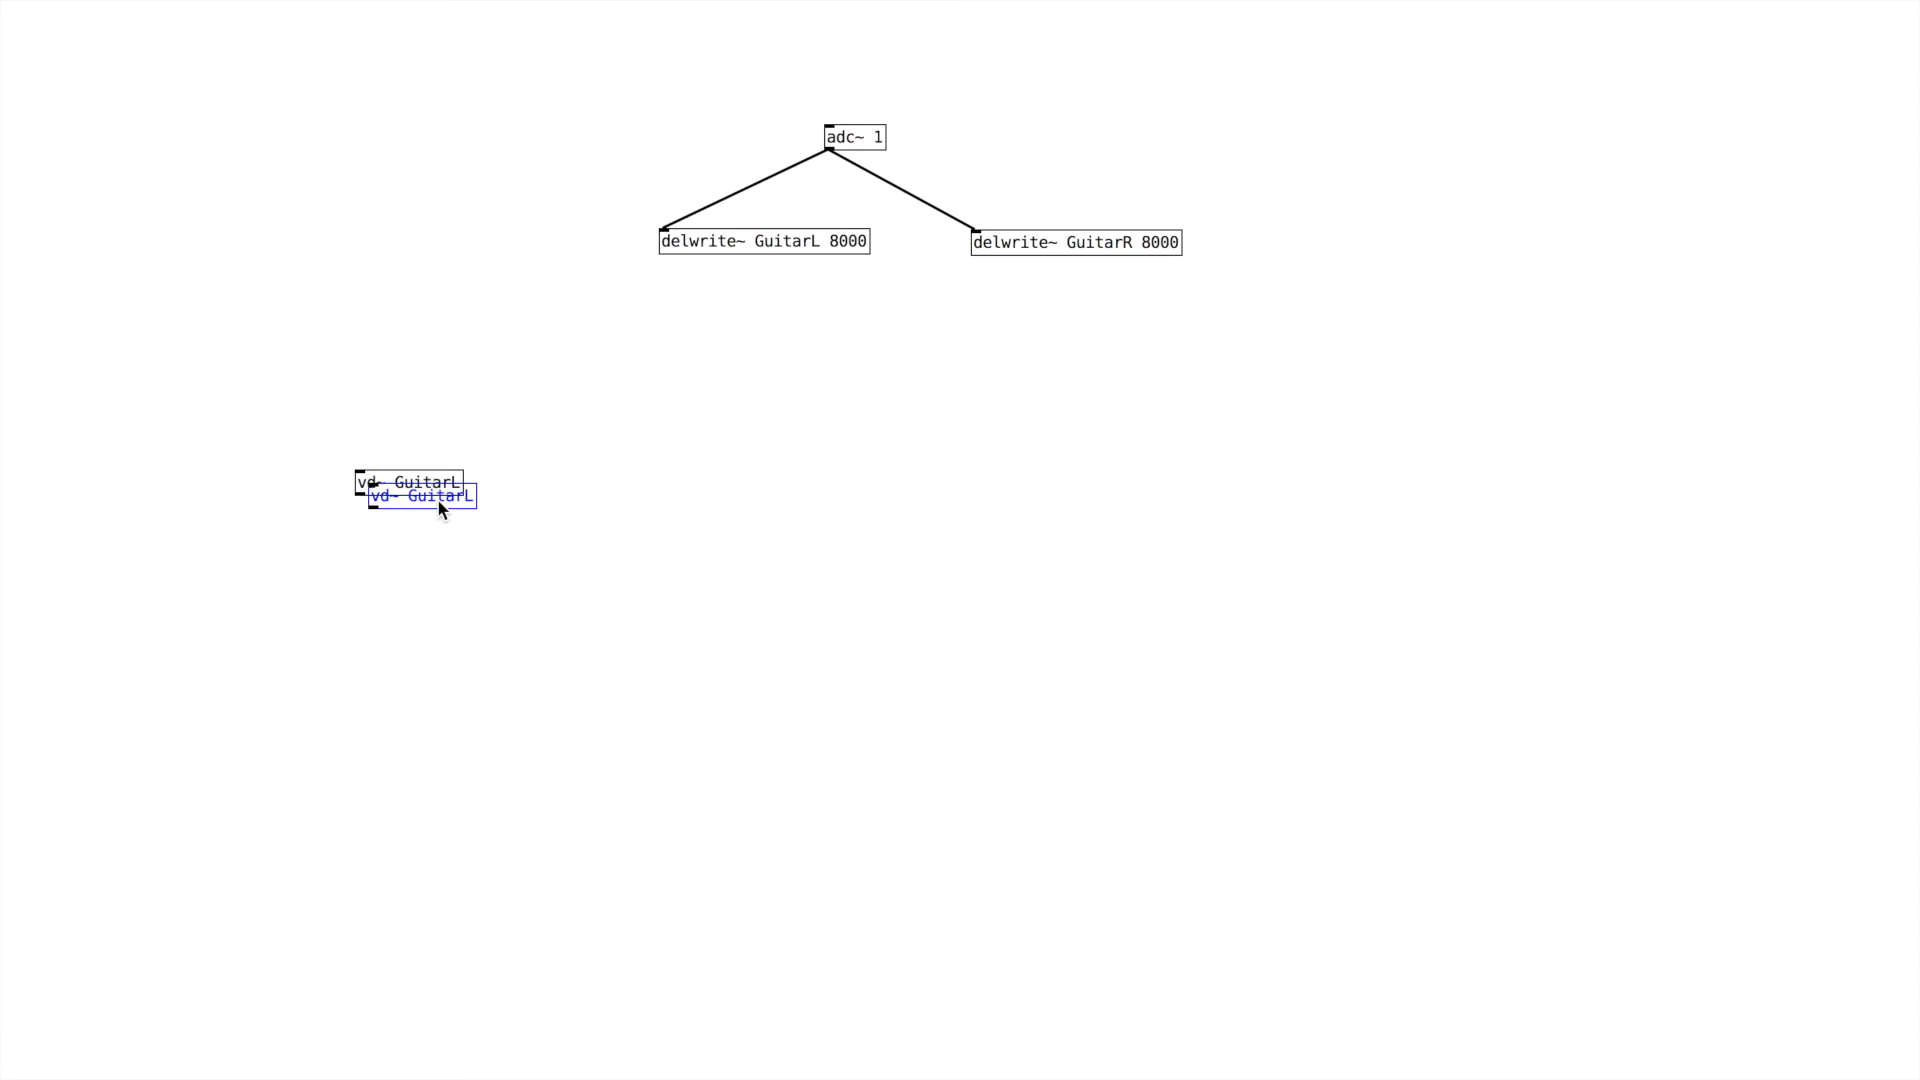 adc~ 1
delwrite~ GuitarL 8000
delwrite~ GuitarR 8000
vd~ GuitarL
vd~ GuitarL